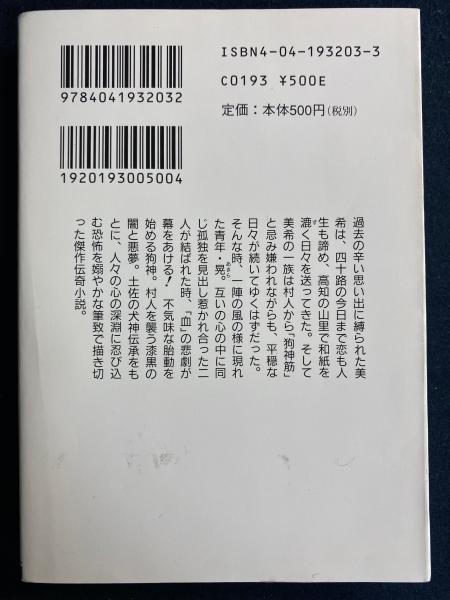 ISBN4-04-193203-3
C0193 ¥500E
定価：本体500円（税別）
9784041932032
1920193005004
過去の辛い思い出に縛られた美
希は、四十路の今日まで恋も人
生も諦め、高知の山里で和紙を
漉く日々を送ってきた。そして
美希の一族は村人から「狗神筋」
と忌み嫌われながらも、平穏な
日々が続いてゆくはずだった。
そんな時、一陣の風の様に現れ
た青年・晃。互いの心の中に同
じ孤独を見出し惹かれ合った二
人が結ばれた時、「血」の悲劇が
幕をあける！　不気味な胎動を
始める狗神。村人を襲う漆黒の
闇と悪夢。土佐の犬神伝承をも
とに、人々の心の深淵に忍び込
む恐怖を嫋やかな筆致で描き切
った傑作伝奇小説。